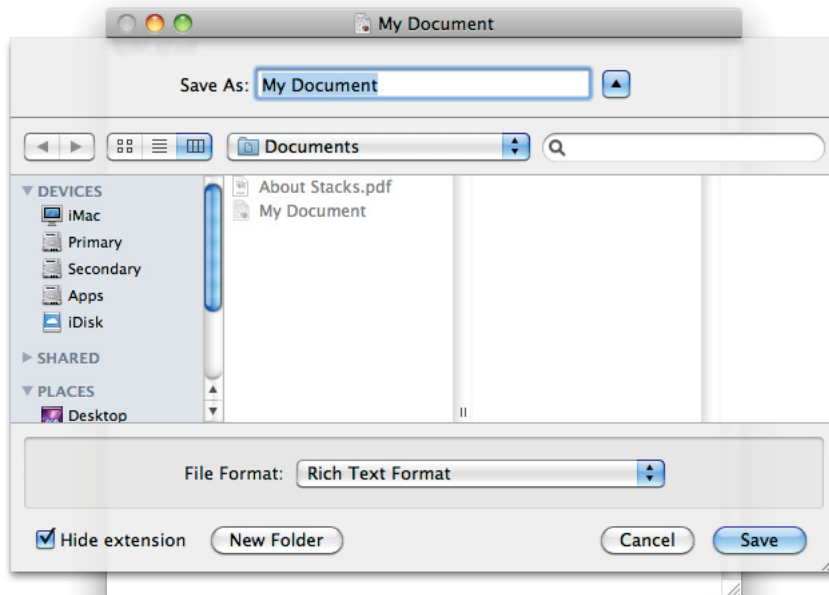 My Document
Save As: My Document
Documents
DEVICES
iMac
Primary
Secondary
Apps
iDisk
SHARED
PLACES
Desktop
About Stacks.pdf
My Document
File Format: Rich Text Format
Hide extension New Folder Cancel Save